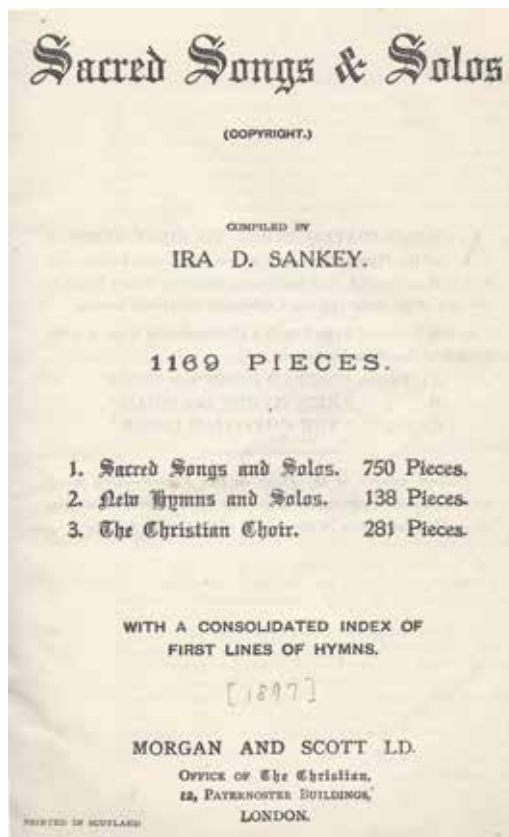 Sacred Songs & Solos
(COPYRIGHT.)
COMPILED BY
IRA D. SANKEY.
1169 PIECES.
1. Sacred Songs and Solos. 750 Pieces.
2. New Hymns and Solos. 138 Pieces.
3. The Christian Choir. 281 Pieces.
WITH A CONSOLIDATED INDEX OF
FIRST LINES OF HYMNS.
[1897]
MORGAN AND SCOTT LD.
OFFICE OF The Christian,
12, PATERNOSTER BUILDINGS,
LONDON.
PRINTED IN SCOTLAND